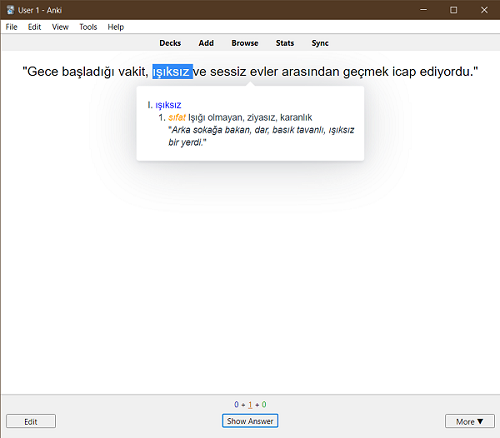 User 1 - Anki
File Edit View Tools Help
Decks Add Browse Stats Sync
"Gece başladığı vakit, ışıksız ve sessiz evler arasından geçmek icap ediyordu."
I. ışıksız
1. sıfat Işığı olmayan, ziyasız, karanlık
"Arka sokağa bakan, dar, basık tavanlı, ışıksız
bir yerdi."
0 + 1 + 0
Edit Show Answer More ▼